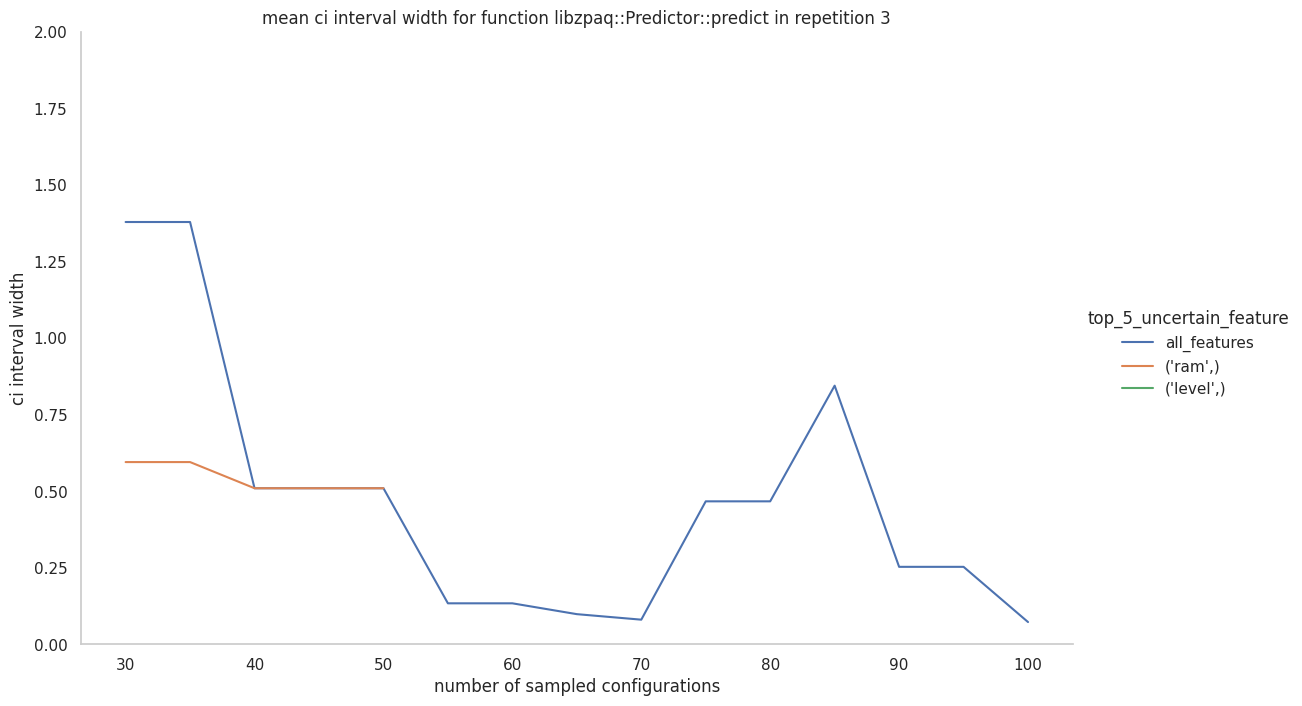 mean ci interval width for function libzpaq::Predictor::predict in repetition 3
2.00
1.75
1.50
1.25
1.00
0.75
0.50
0.25
0.00
ci interval width
30 40 50 60 70 80 90 100
number of sampled configurations
top_5_uncertain_feature
all_features
('ram',)
('level',)